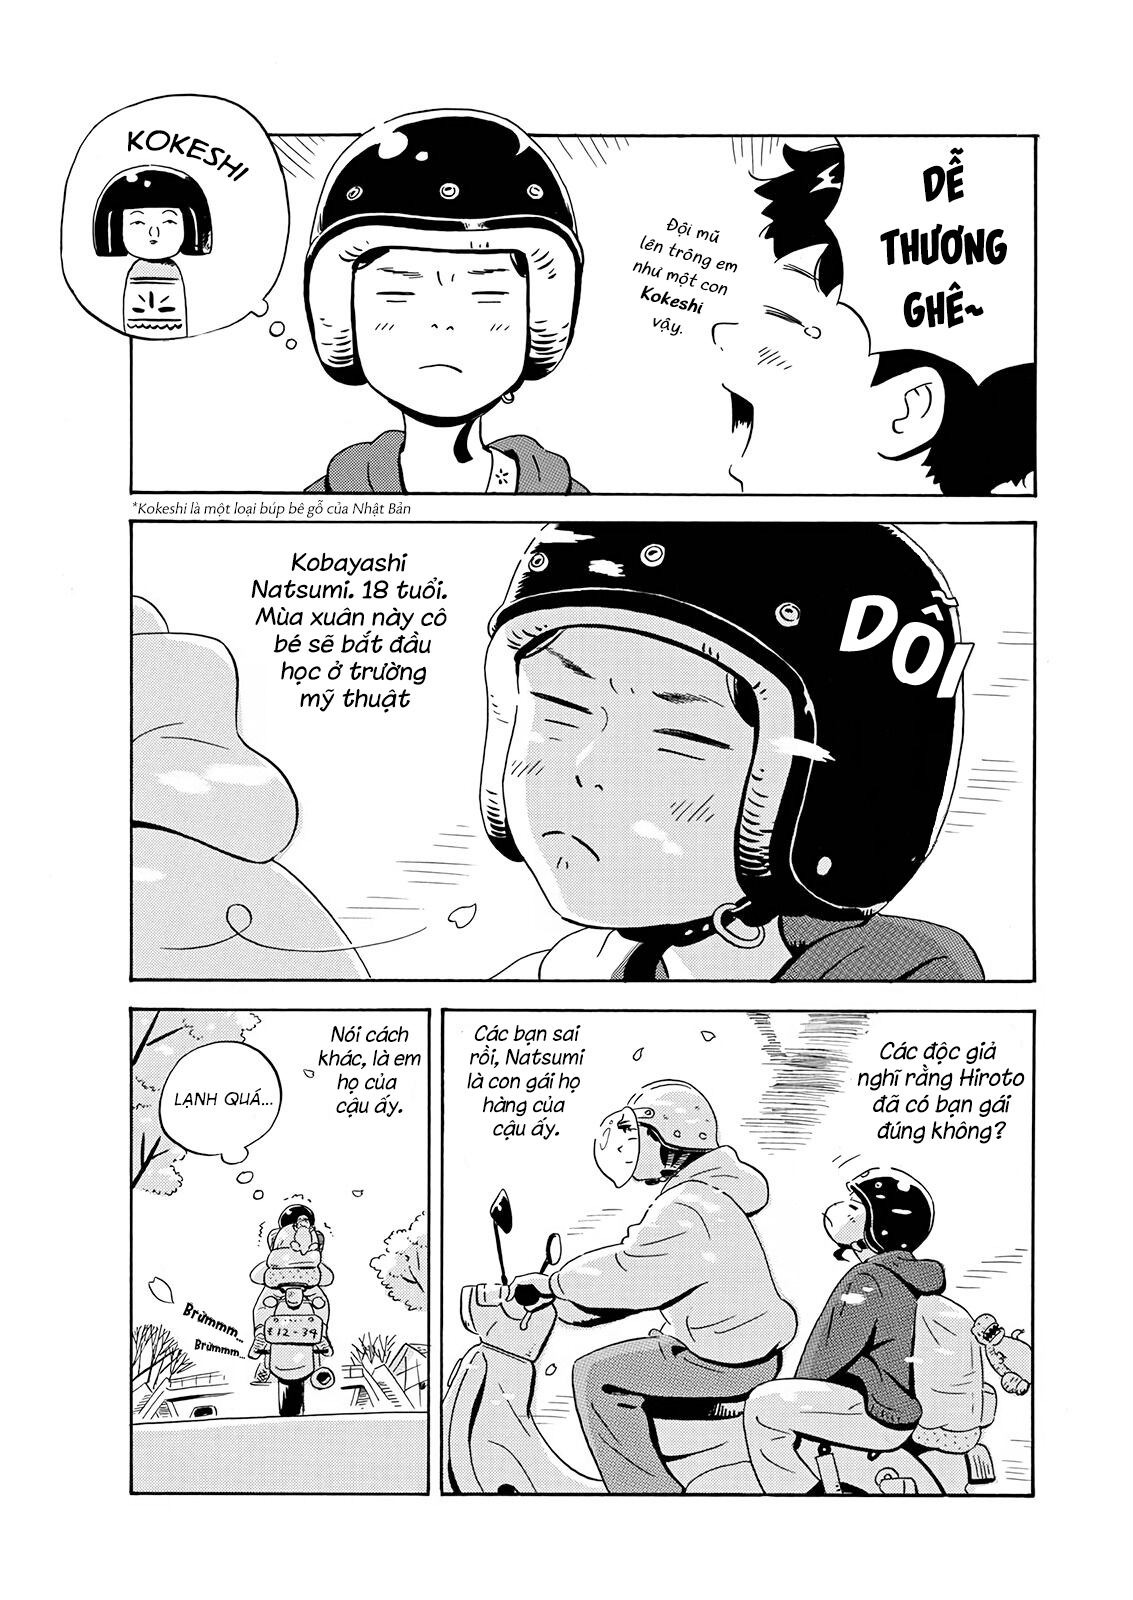 DỄ
THƯƠNG
GHÊ~
Đội mũ
lên trông em
như một con
Kokeshi
vậy.
KOKESHI
*Kokeshi là một loại búp bê gỗ của Nhật Bản
Kobayashi
Natsumi. 18 tuổi.
Mùa xuân này cô
bé sẽ bắt đầu
học ở trường
mỹ thuật
DỖI
Các độc giả
nghĩ rằng Hiroto
đã có bạn gái
đúng không?
Các bạn sai
rồi, Natsumi
là con gái họ
hàng của
cậu ấy.
Nói cách
khác, là em
họ của
cậu ấy.
LẠNH QUÁ...
Brừmmm...
Brừmmm...
12-34